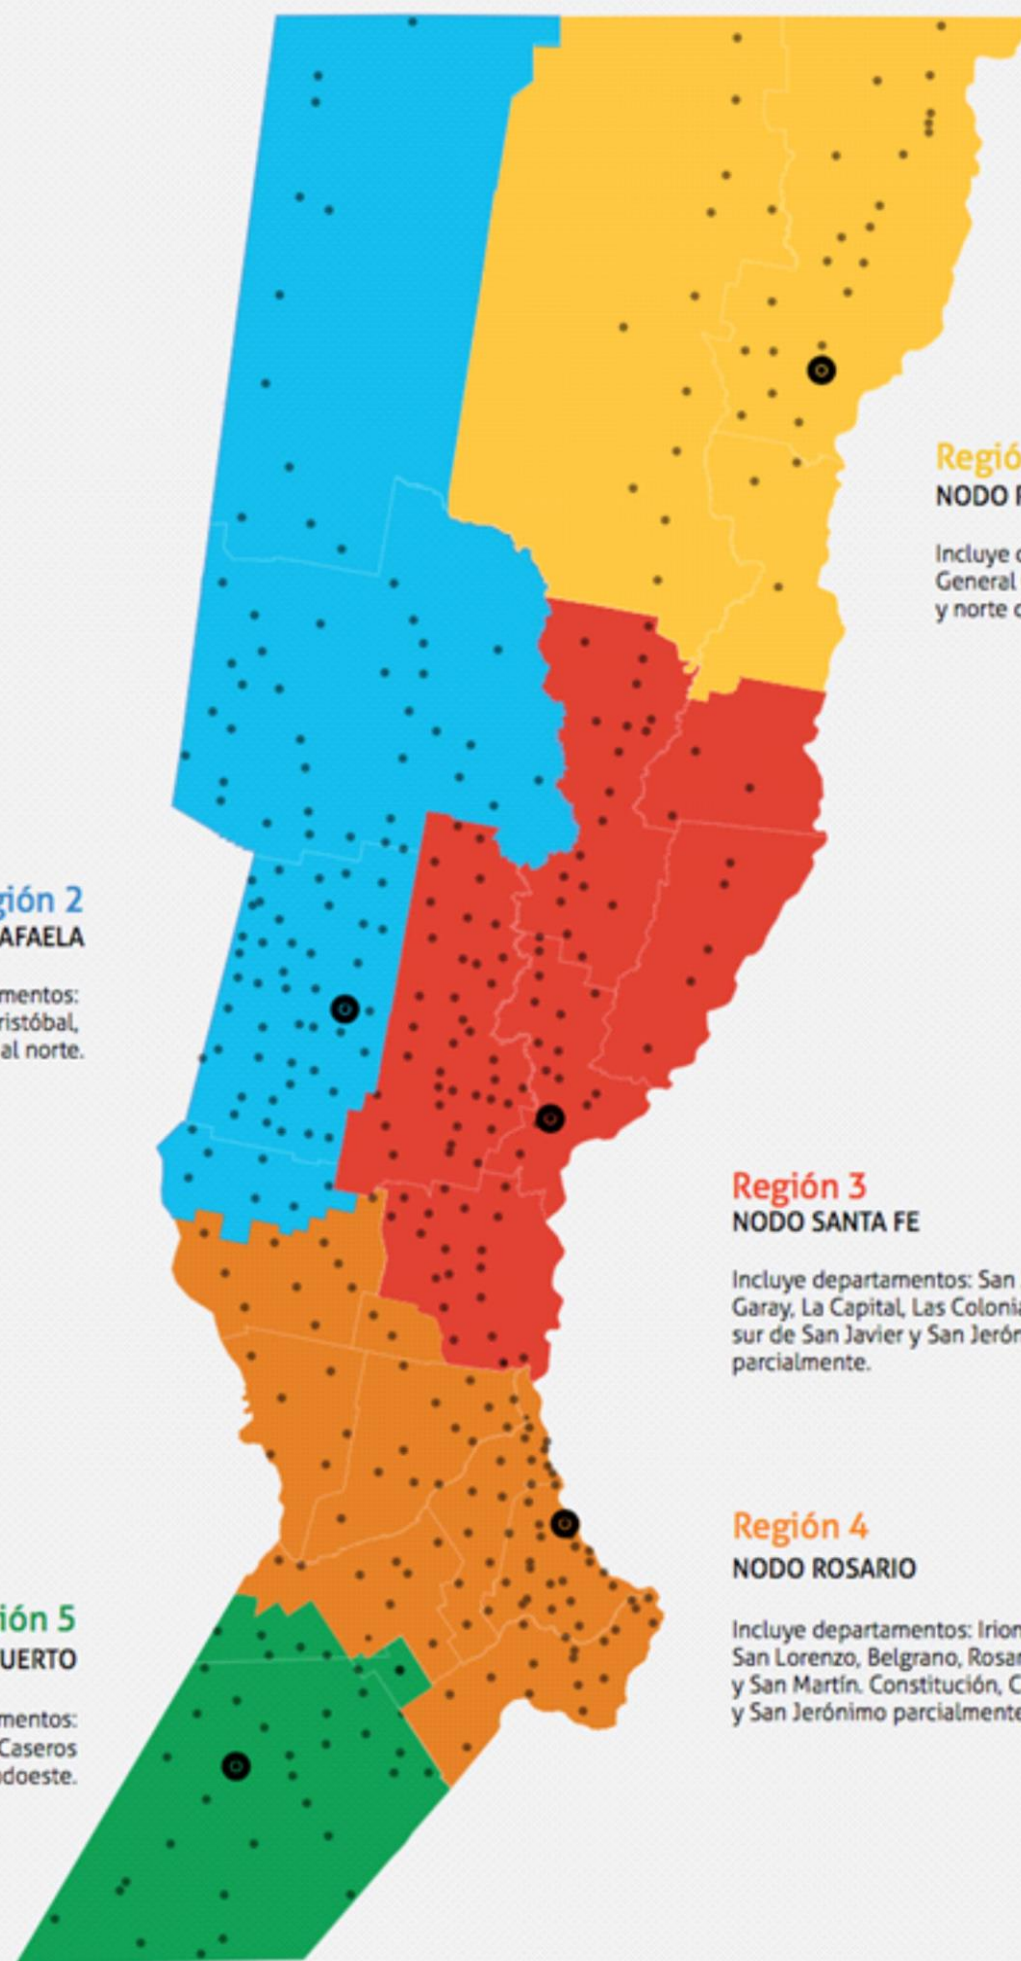 Regió
NODO
Incluye
General
y norte
gión 2
AFAELA
mentos:
ristóbal,
al norte.
Región 3
NODO SANTA FE
Incluye departamentos: San
Garay, La Capital, Las Colonia
sur de San Javier y San Jerón
parcialmente.
Región 4
NODO ROSARIO
Incluye departamentos: Irion
San Lorenzo, Belgrano, Rosar
y San Martín. Constitución, C
y San Jerónimo parcialmente
ión 5
UERTO
mentos:
Caseros
doeste.